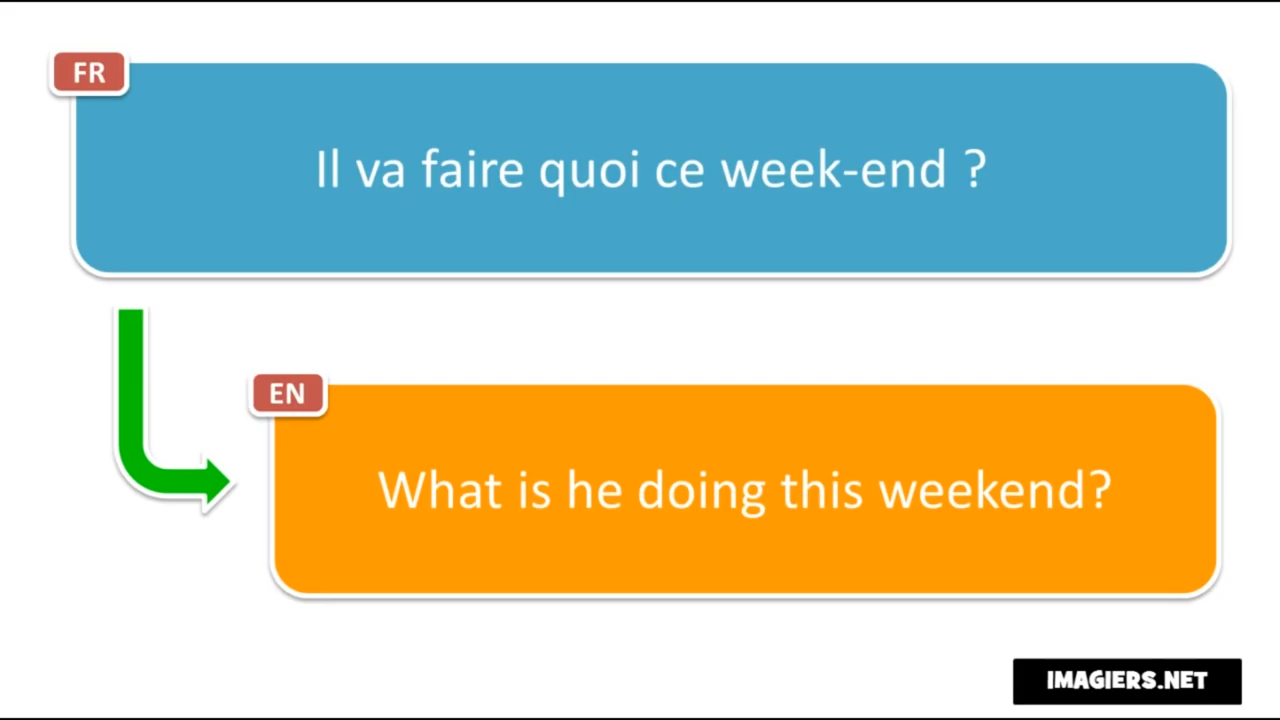 FR
Il va faire quoi ce week-end ?
EN
What is he doing this weekend?
IMAGIERS.NET